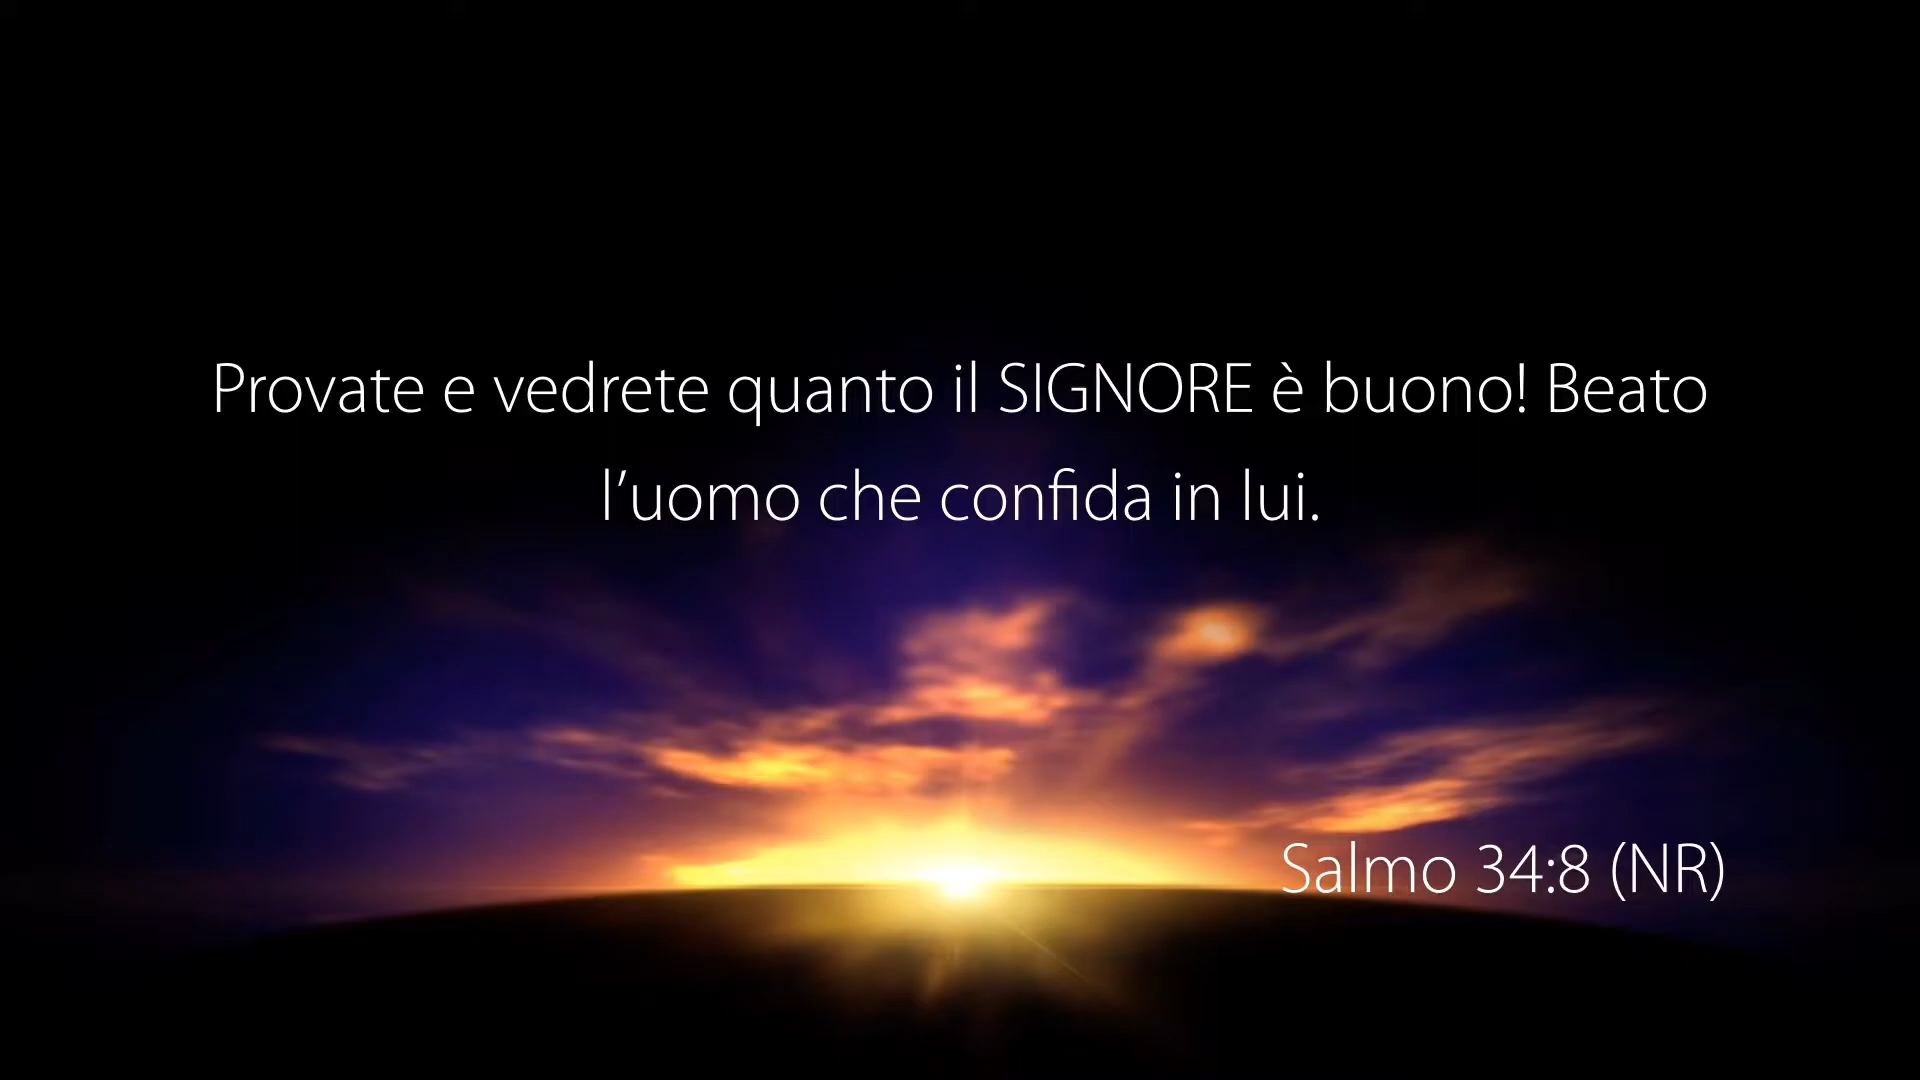 Provate e vedrete quanto il SIGNORE è buono! Beato
l’uomo che confida in lui.
Salmo 34:8 (NR)